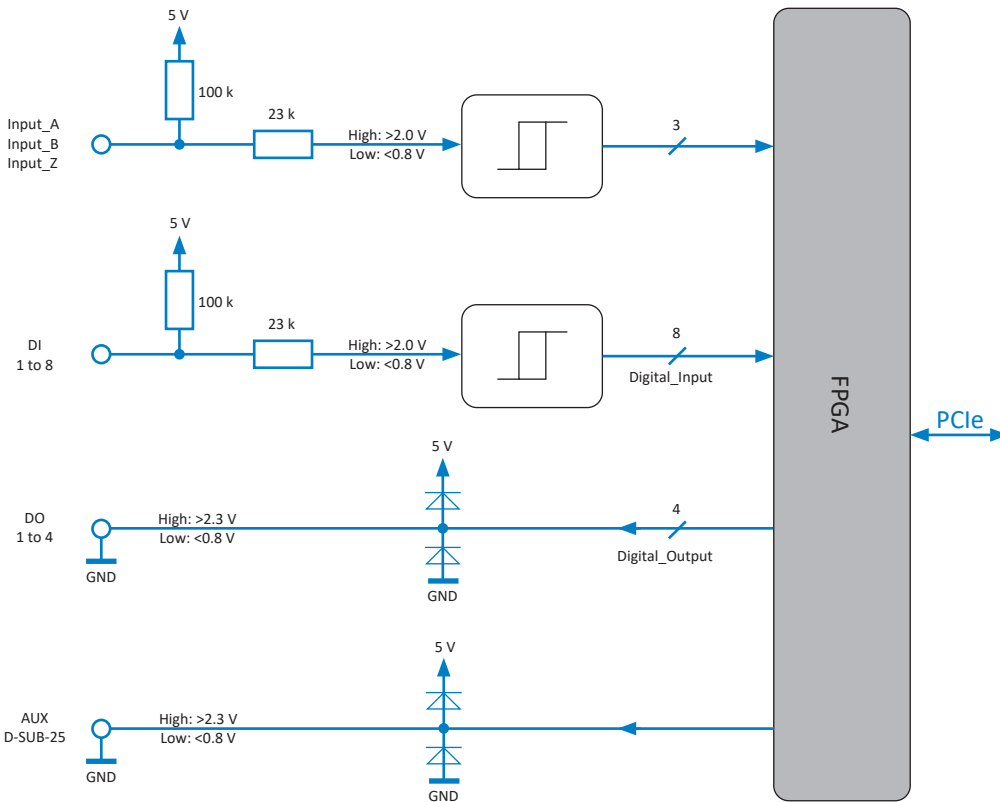 5 V
100 k
23 k
Input_A
Input_B
Input_Z
High: >2.0 V
Low: <0.8 V
3
5 V
100 k
23 k
DI
1 to 8
High: >2.0 V
Low: <0.8 V
8
Digital_Input
FPGA
PCIe
5 V
DO
1 to 4
High: >2.3 V
Low: <0.8 V
4
Digital_Output
GND
GND
5 V
AUX
D-SUB-25
High: >2.3 V
Low: <0.8 V
GND
GND